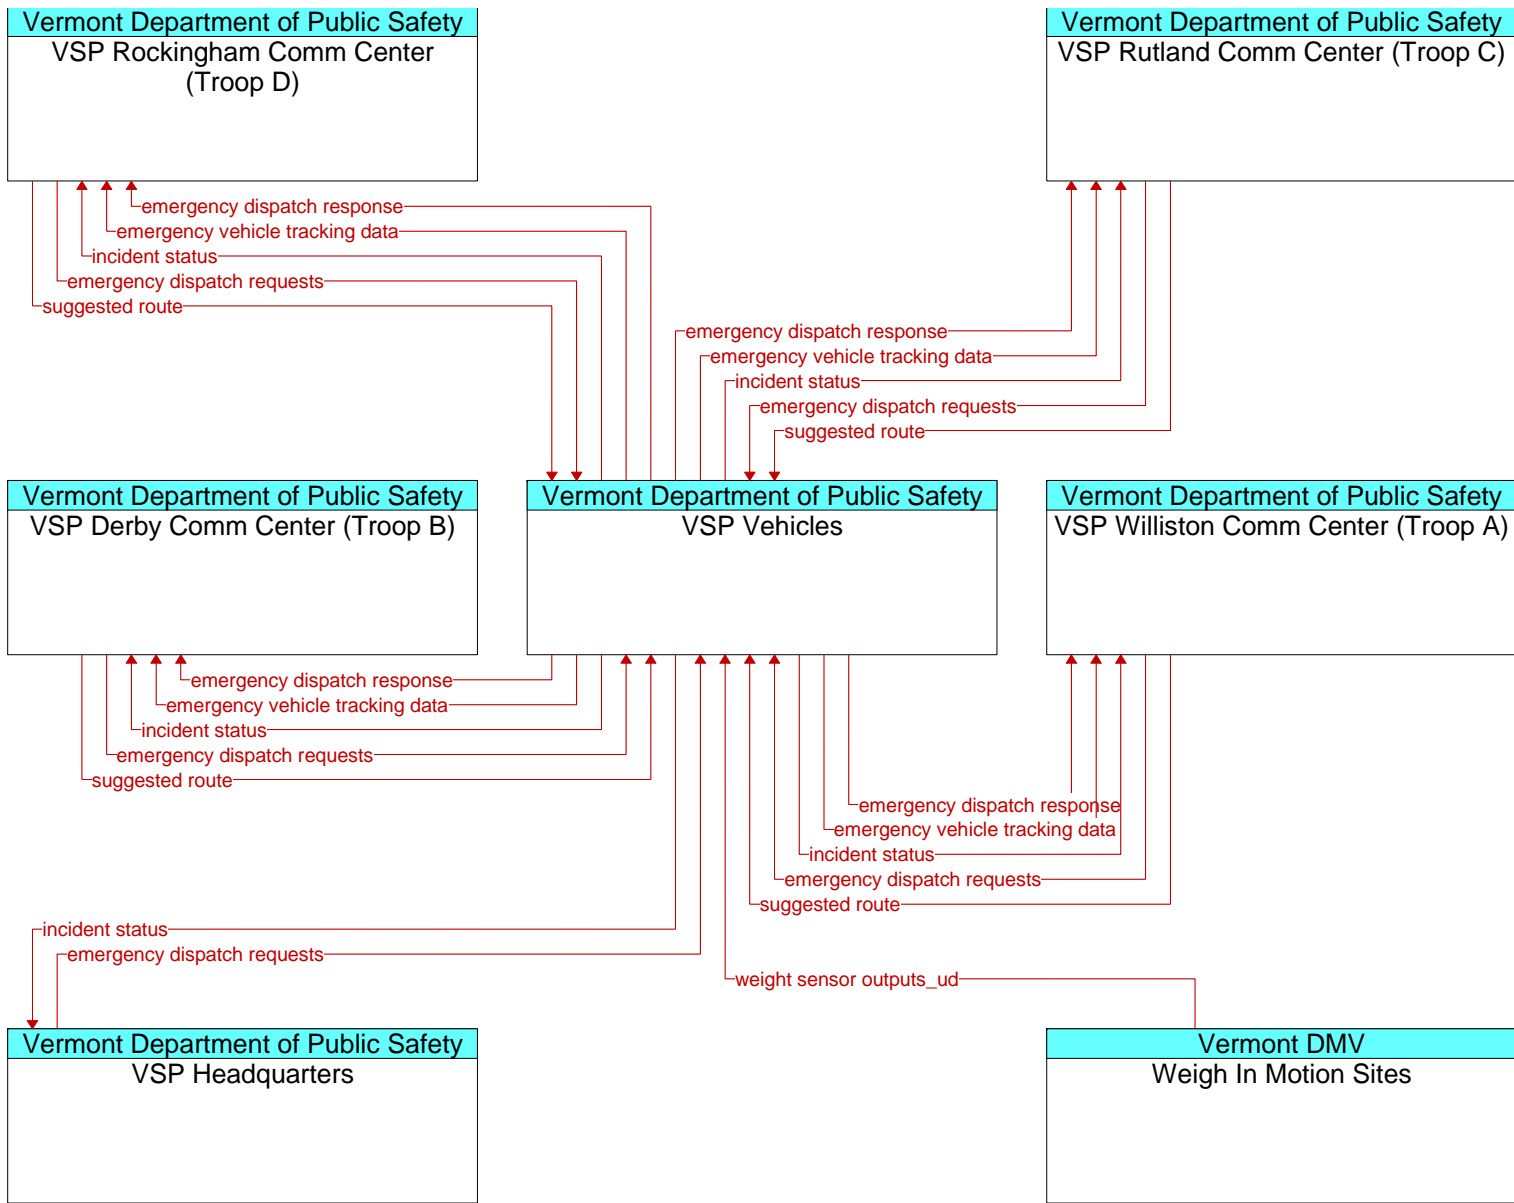 Vermont Department of Public Safety
VSP Rockingham Comm Center
(Troop D)
Vermont Department of Public Safety
VSP Rutland Comm Center (Troop C)
emergency dispatch response
emergency vehicle tracking data
incident status
emergency dispatch requests
suggested route
emergency dispatch response
emergency vehicle tracking data
incident status
emergency dispatch requests
suggested route
Vermont Department of Public Safety
VSP Derby Comm Center (Troop B)
Vermont Department of Public Safety
VSP Vehicles
Vermont Department of Public Safety
VSP Williston Comm Center (Troop A)
emergency dispatch response
emergency vehicle tracking data
incident status
emergency dispatch requests
suggested route
emergency dispatch response
emergency vehicle tracking data
incident status
emergency dispatch requests
suggested route
incident status
emergency dispatch requests
weight sensor outputs_ud
Vermont Department of Public Safety
VSP Headquarters
Vermont DMV
Weigh In Motion Sites